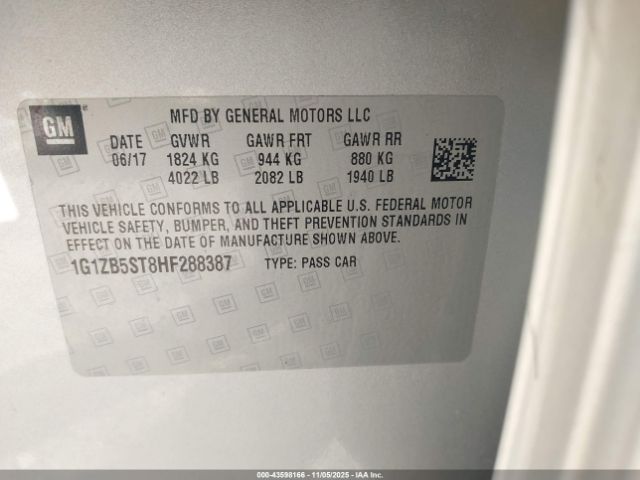 GM
MFD BY GENERAL MOTORS LLC
DATE GVWR GAWR FRT GAWR RR
06/17 1824 KG 944 KG 880 KG
4022 LB 2082 LB 1940 LB
THIS VEHICLE CONFORMS TO ALL APPLICABLE U.S. FEDERAL MOTOR
VEHICLE SAFETY, BUMPER, AND THEFT PREVENTION STANDARDS IN
EFFECT ON THE DATE OF MANUFACTURE SHOWN ABOVE.
1G1ZB5ST8HF288387 TYPE: PASS CAR
000-43598166 - 11/05/2025 - IAA Inc.